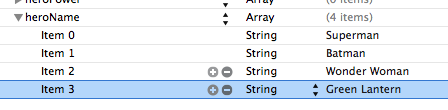 heroPower Array (6 items)
heroName Array (4 items)
Item 0 String Superman
Item 1 String Batman
Item 2 String Wonder Woman
Item 3 String Green Lantern